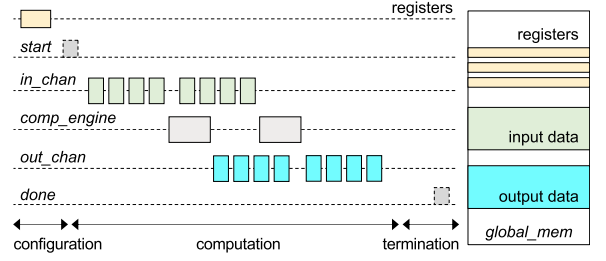 registers
start
in_chan
comp_engine
out_chan
done
configuration
computation
termination
registers
input data
output data
global_mem